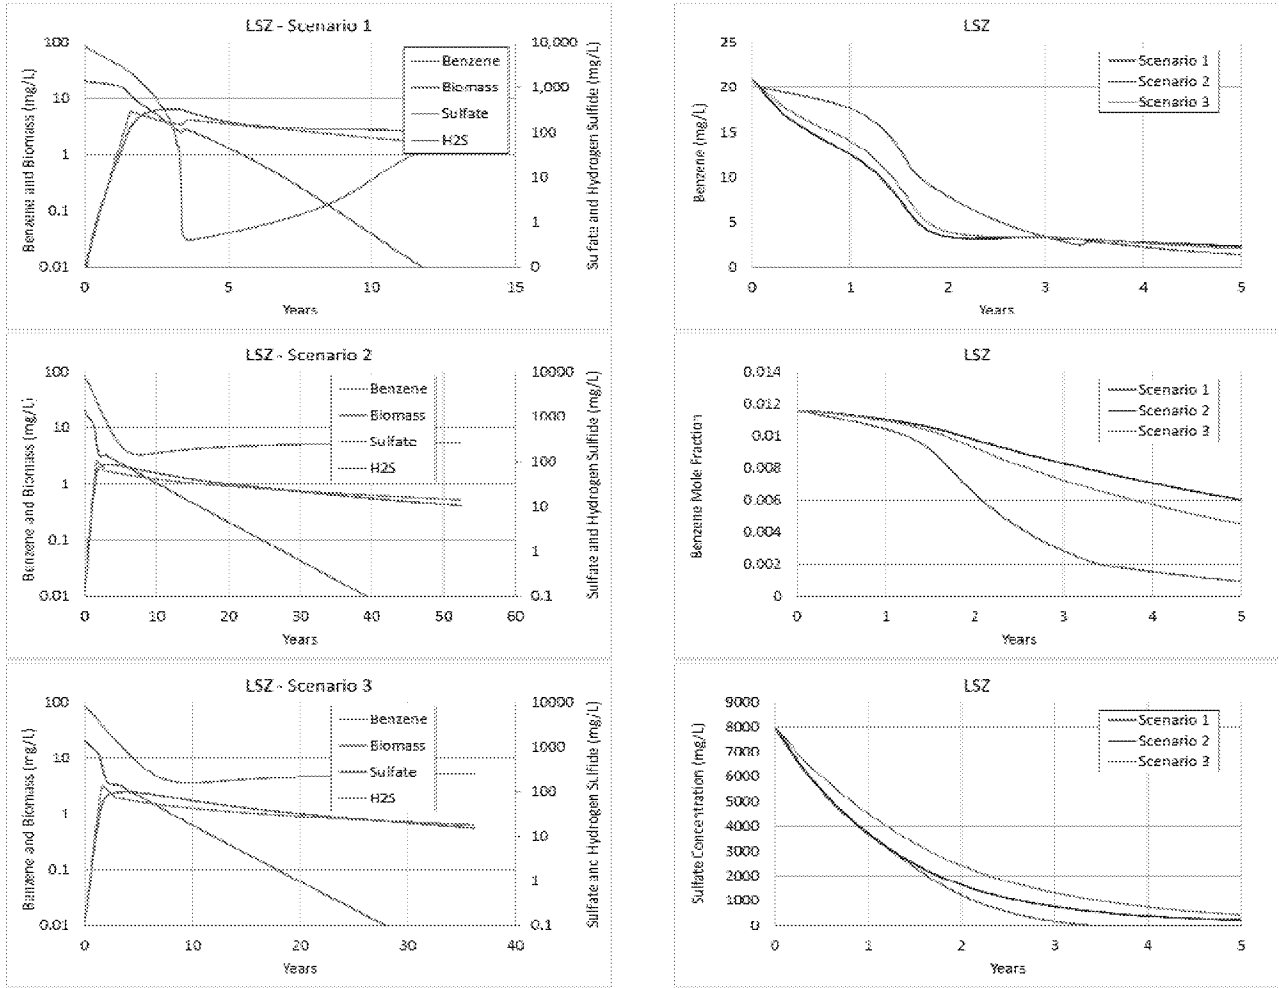 LSZ - Scenario 1
100
10
1
0.1
0.01
Benzene and Biomass (mg/L)
10,000
1,000
100
10
1
0
Sulfate and Hydrogen Sulfide (mg/L)
0 5 10 15
Years
Benzene
Biomass
Sulfate
H2S
LSZ
25
20
15
10
5
0
Benzene (mg/L)
0 1 2 3 4 5
Years
Scenario 1
Scenario 2
Scenario 3
LSZ - Scenario 2
100
10
1
0.1
0.01
Benzene and Biomass (mg/L)
10000
1000
100
10
1
0.1
Sulfate and Hydrogen Sulfide (mg/L)
0 10 20 30 40 50 60
Years
Benzene
Biomass
Sulfate
H2S
LSZ
0.014
0.012
0.01
0.008
0.006
0.004
0.002
0
Benzene Mole Fraction
0 1 2 3 4 5
Years
Scenario 1
Scenario 2
Scenario 3
LSZ - Scenario 3
100
10
1
0.1
0.01
Benzene and Biomass (mg/L)
10000
1000
100
10
1
0.1
Sulfate and Hydrogen Sulfide (mg/L)
0 10 20 30 40
Years
Benzene
Biomass
Sulfate
H2S
LSZ
9000
8000
7000
6000
5000
4000
3000
2000
1000
0
Sulfate Concentration (mg/L)
0 1 2 3 4 5
Years
Scenario 1
Scenario 2
Scenario 3